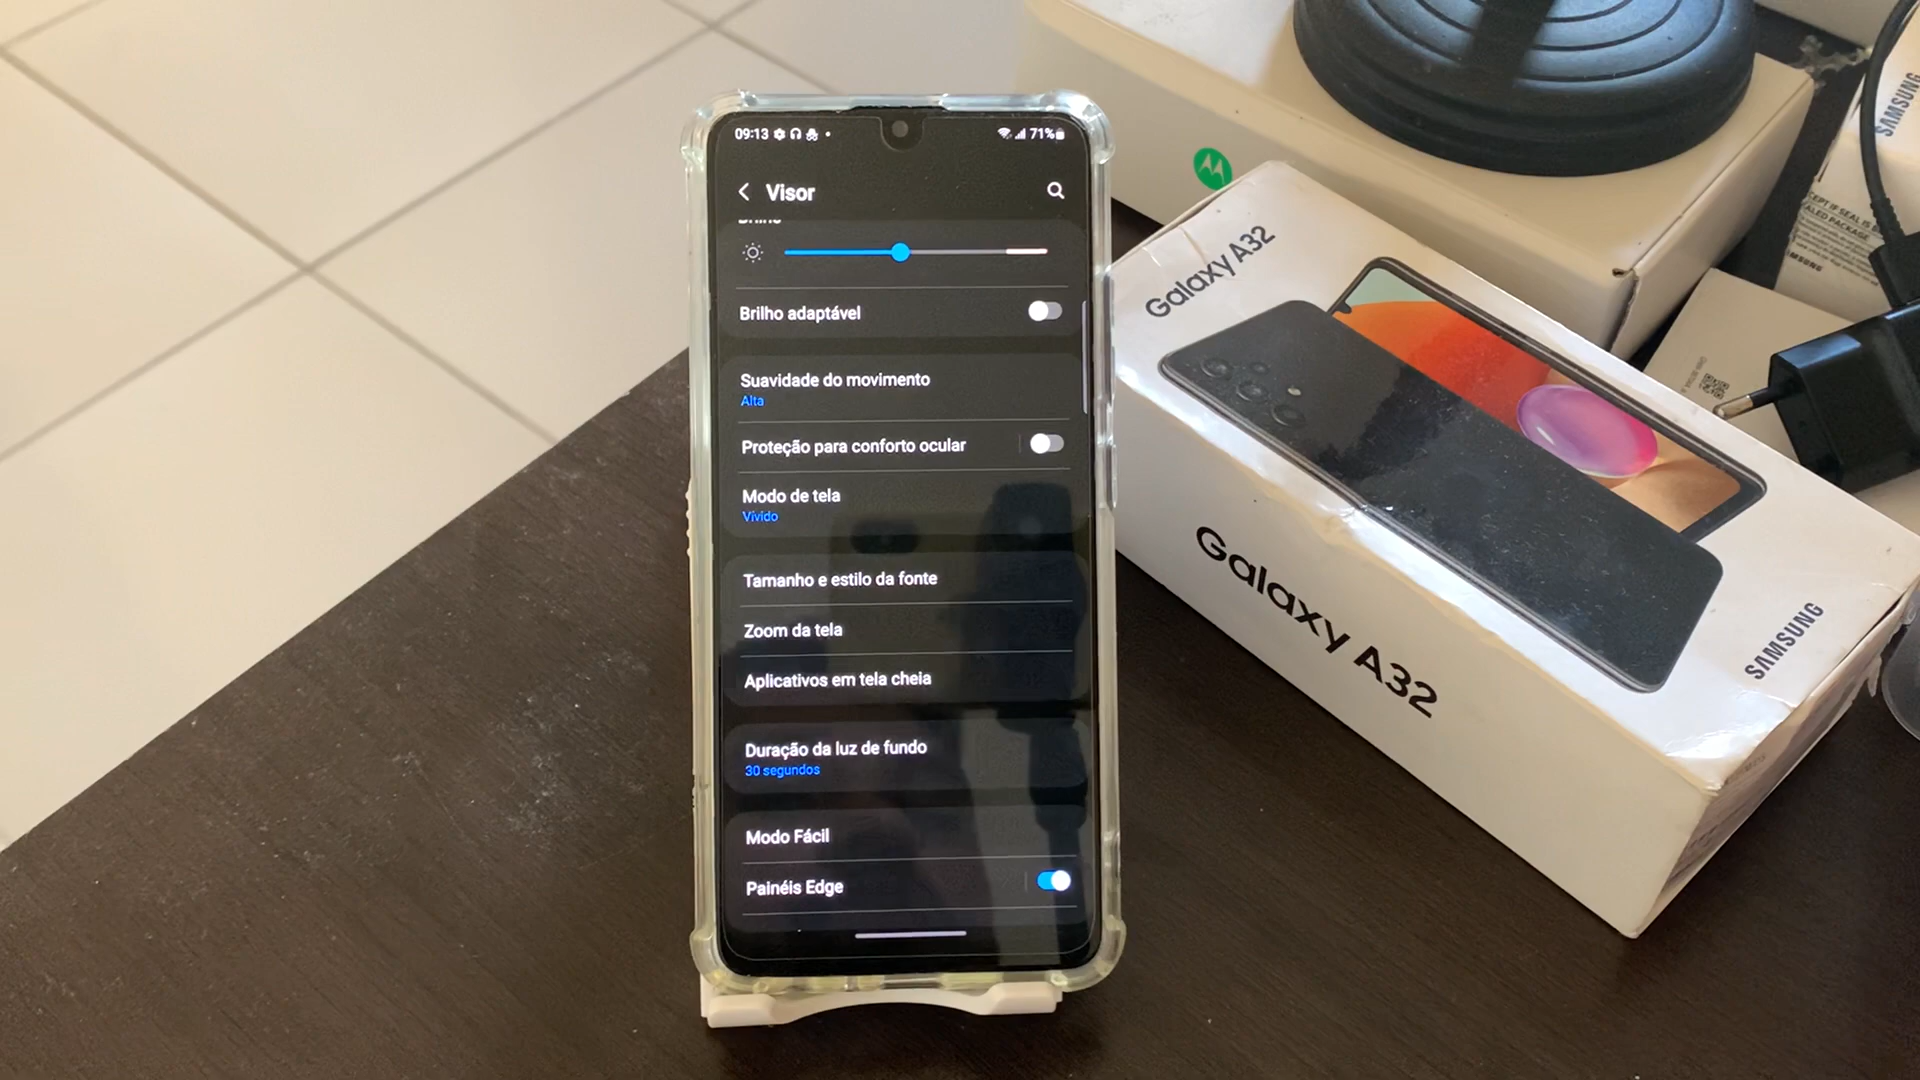 09:13
71%
Visor
Brilho
Brilho adaptável
Suavidade do movimento
Alta
Proteção para conforto ocular
Modo de tela
Vívido
Tamanho e estilo da fonte
Zoom da tela
Aplicativos em tela cheia
Duração da luz de fundo
30 segundos
Modo Fácil
Painéis Edge
Galaxy A32
Galaxy A32
SAMSUNG
SAMSUNG
SAMSUNG